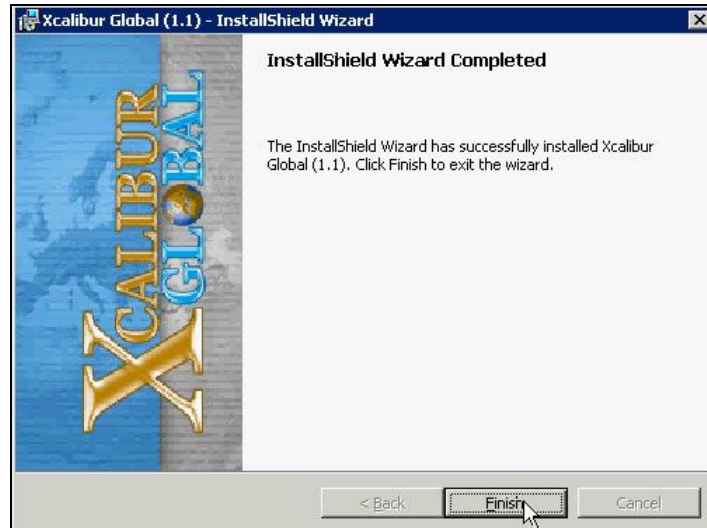 Xcalibur Global (1.1) - InstallShield Wizard
InstallShield Wizard Completed
The InstallShield Wizard has successfully installed Xcalibur
Global (1.1). Click Finish to exit the wizard.
XCALIBUR
GLOBAL
< Back
Finish
Cancel